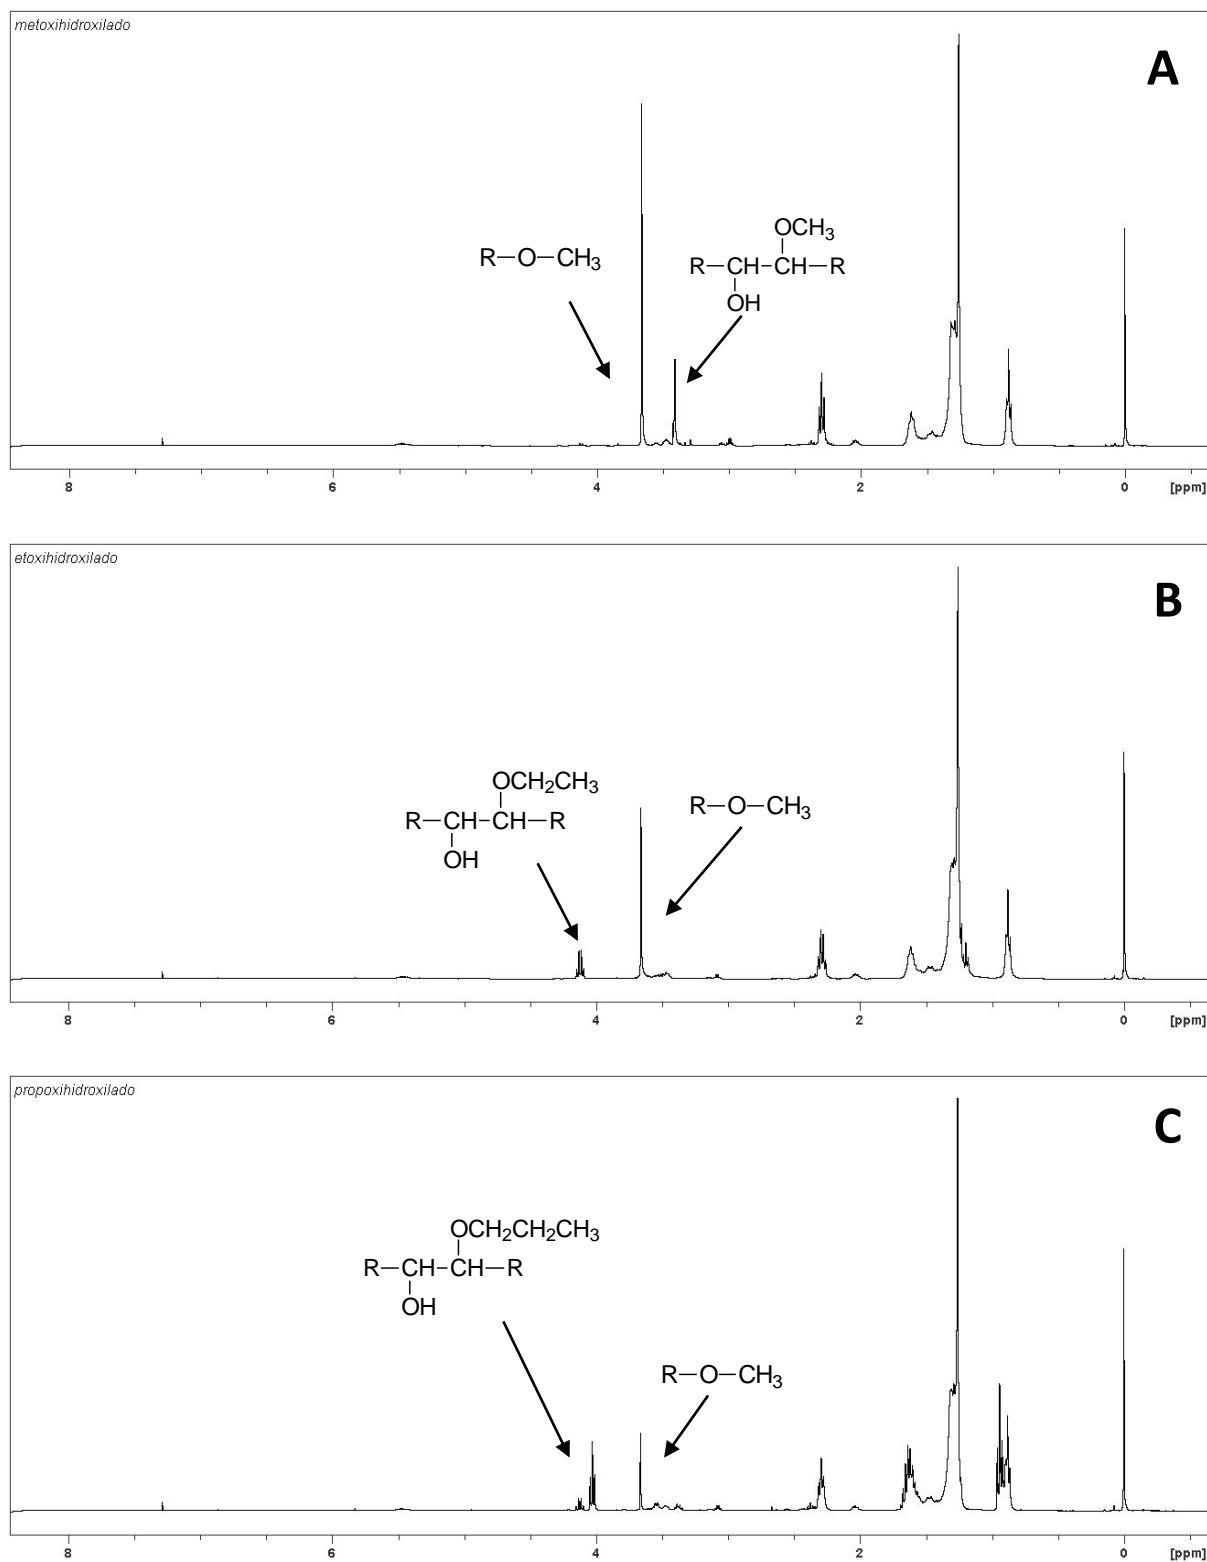 metoxihidroxilado
A
OCH3
R–O–CH3
R–CH–CH–R
OH
8 6 4 2 0 [ppm]
etoxihidroxilado
B
OCH2CH3
R–O–CH3
R–CH–CH–R
OH
8 6 4 2 0 [ppm]
propoxihidroxilado
C
OCH2CH2CH3
R–CH–CH–R
OH
R–O–CH3
8 6 4 2 0 [ppm]